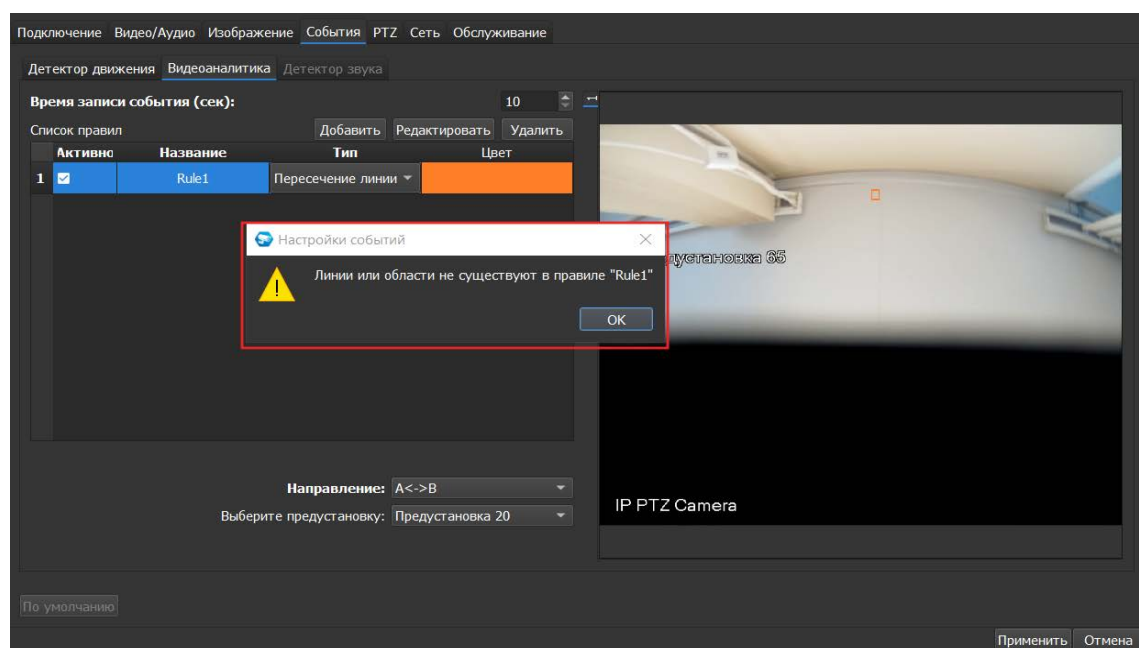 Подключение Видео/Аудио Изображение События PTZ Сеть Обслуживание
Детектор движения Видеоаналитика Детектор звука
Время записи события (сек): 10
Список правил Добавить Редактировать Удалить
Активно Название Тип Цвет
1 Rule1 Пересечение линии
Настройки событий
Линии или области не существуют в правиле "Rule1"
OK
65
IP PTZ Camera
Направление: A<->B
Выберите предустановку: Предустановка 20
По умолчанию
Применить Отмена